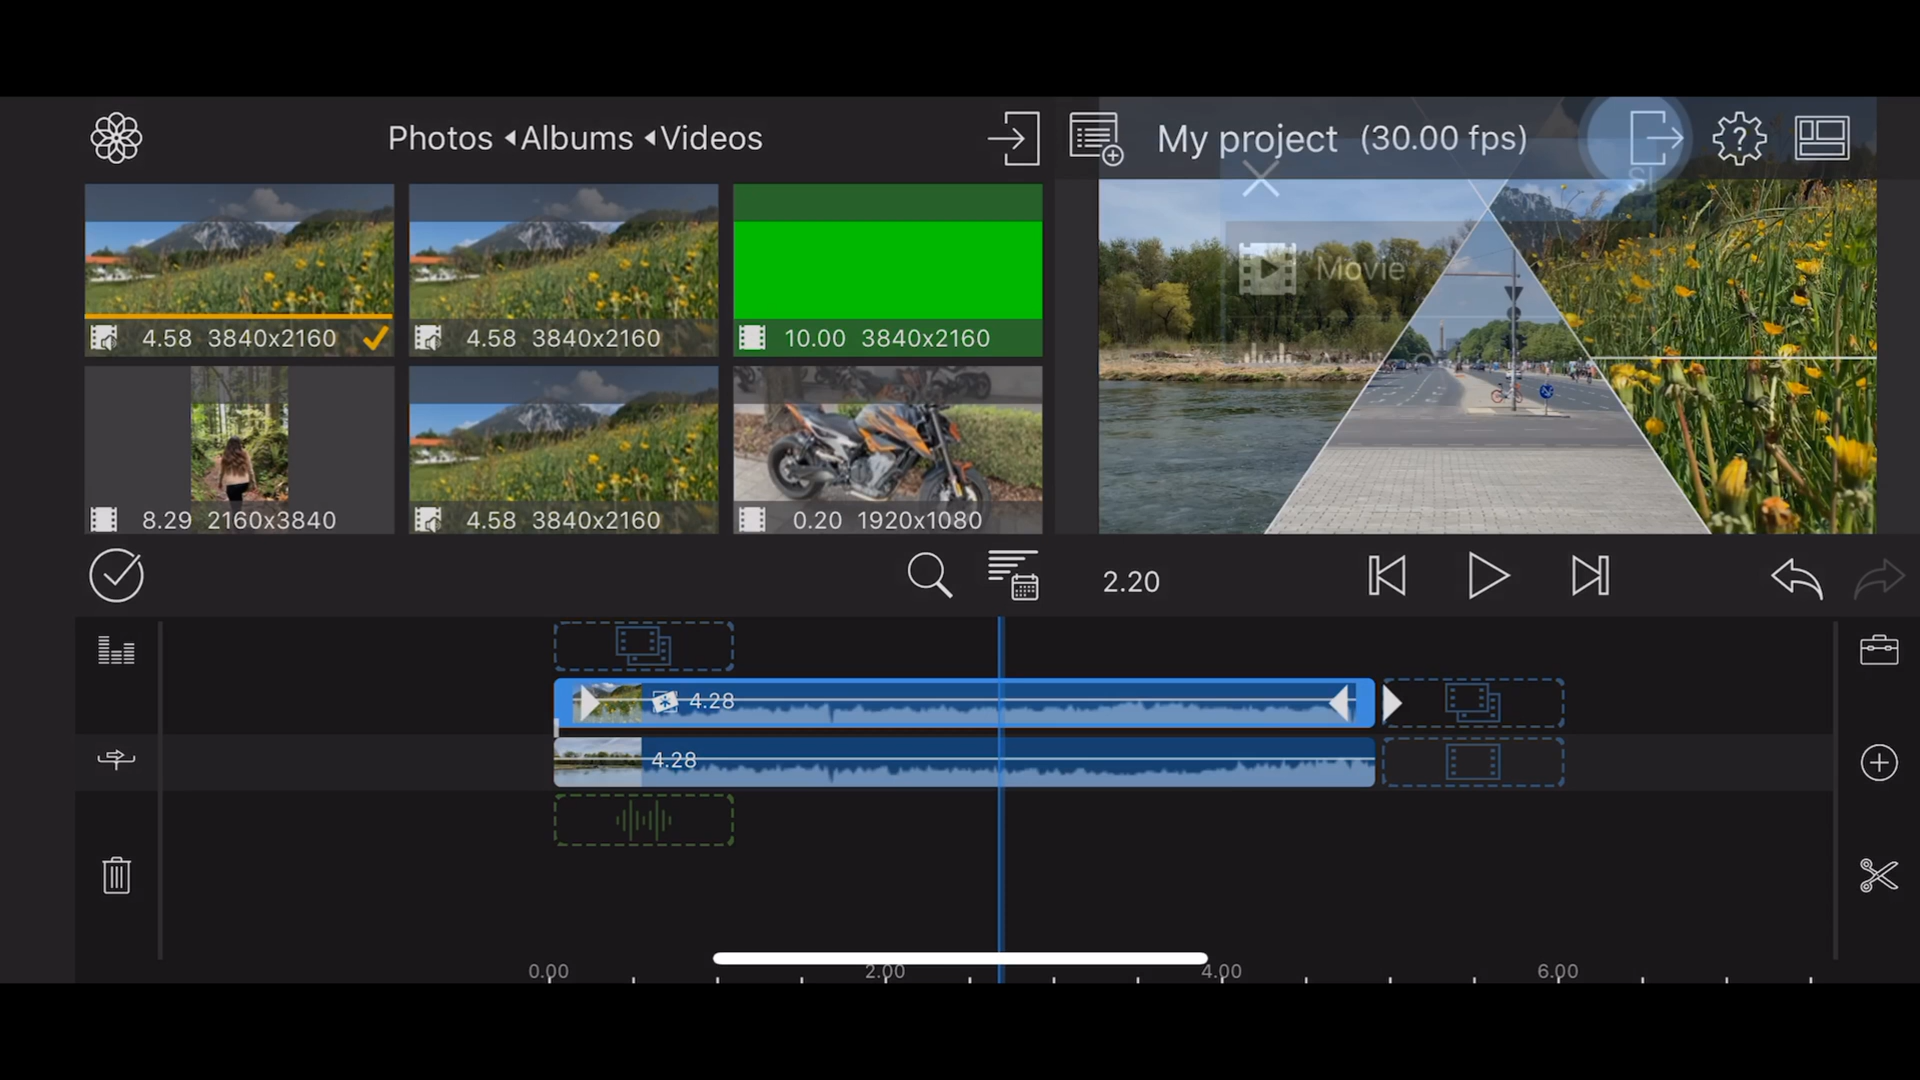 Photos Albums Videos
My project (30.00 fps)
Movie
4.58 3840x2160
4.58 3840x2160
10.00 3840x2160
8.29 2160x3840
4.58 3840x2160
0.20 1920x1080
2.20
4.28
4.28
0.00 2.00 4.00 6.00